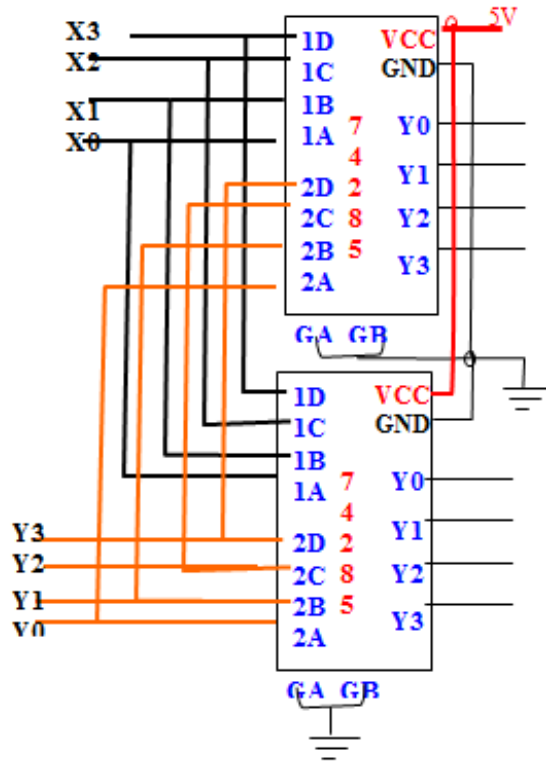 5V
X3 1D VCC
X2 1C GND
X1 1B Y0
X0 1A 7
4 Y1
2D 2
2C 8 Y2
2B 5 Y3
2A
GA GB
1D VCC
1C GND
1B
1A 7 Y0
4 Y1
Y3 2D 2
Y2 2C 8 Y2
Y1 2B 5 Y3
Y0 2A
GA GB